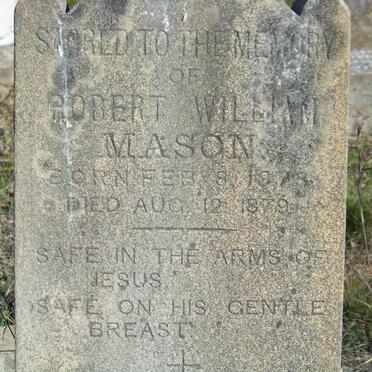 SACRED TO THE MEMORY
OF
ROBERT WILLIAM
MASON
BORN FEB. 8, 1878
DIED AUG. 12 1879
SAFE IN THE ARMS OF
JESUS.
SAFE ON HIS GENTLE
BREAST